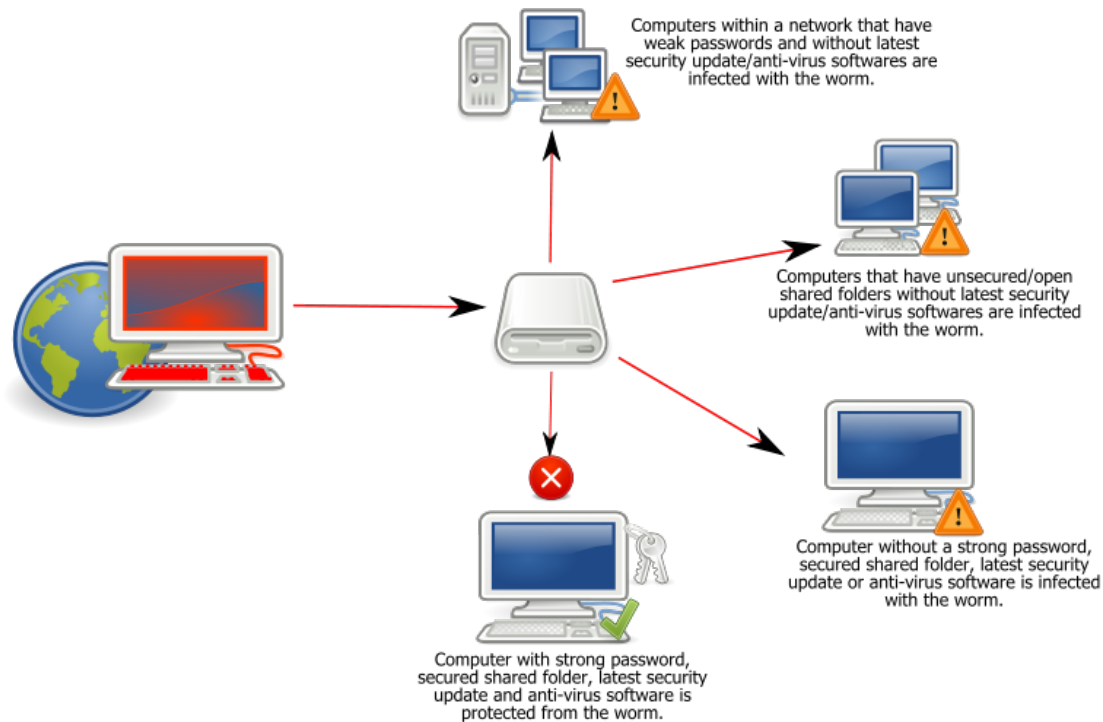 Computers within a network that have
weak passwords and without latest
security update/anti-virus softwares are
infected with the worm.
Computers that have unsecured/open
shared folders without latest security
update/anti-virus softwares are infected
with the worm.
Computer without a strong password,
secured shared folder, latest security
update or anti-virus software is infected
with the worm.
Computer with strong password,
secured shared folder, latest security
update and anti-virus software is
protected from the worm.